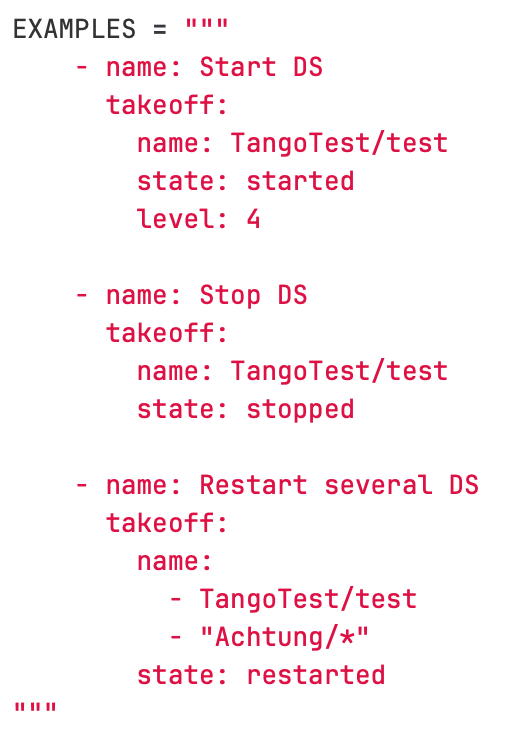 EXAMPLES = """
    - name: Start DS
      takeoff:
        name: TangoTest/test
        state: started
        level: 4

    - name: Stop DS
      takeoff:
        name: TangoTest/test
        state: stopped

    - name: Restart several DS
      takeoff:
        name:
          - TangoTest/test
          - "Achtung/*"
        state: restarted
"""